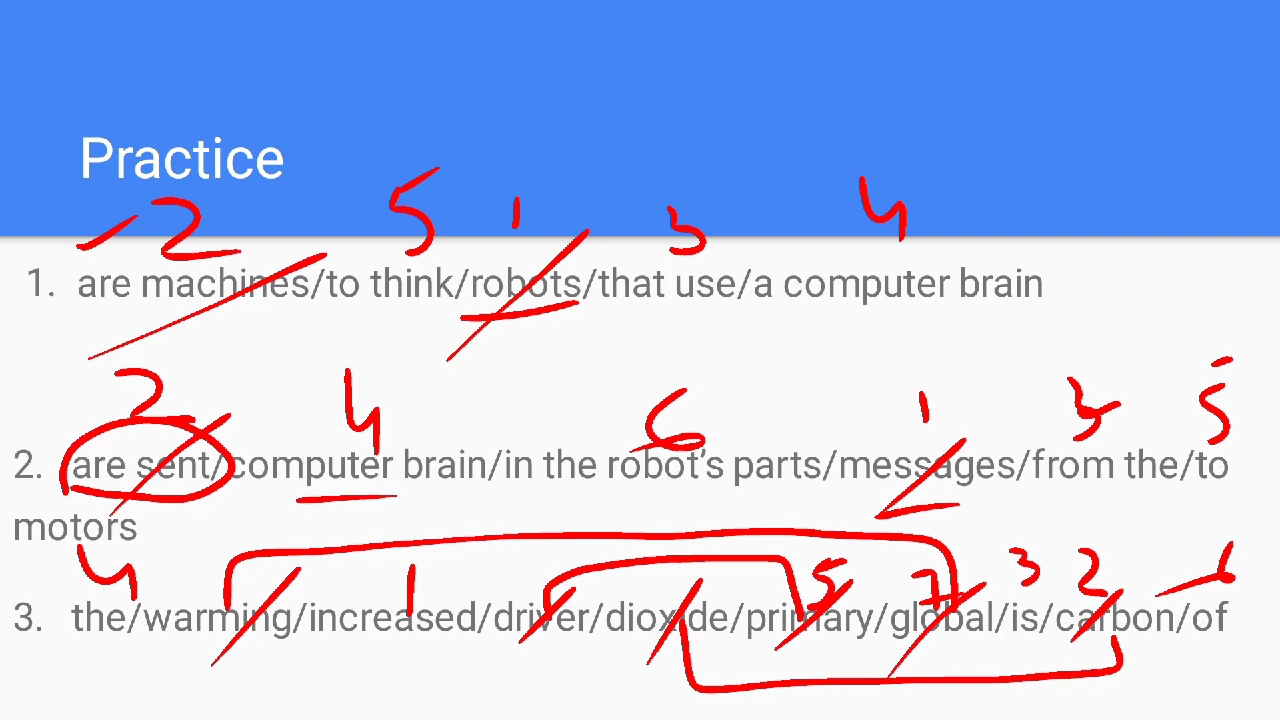 Practice
2 5 1 3 4
1. are machines/to think/robots/that use/a computer brain
2 4 6 1 3 5
2. are sent/computer brain/in the robot's parts/messages/from the/to
motors
4 1 5 7 3 2 6
3. the/warming/increased/driver/dioxide/primary/global/is/carbon/of